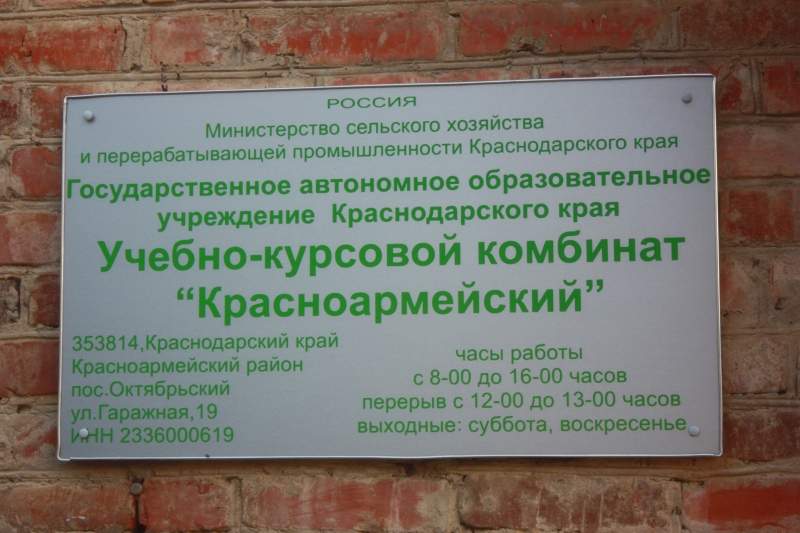 РОССИЯ
Министерство сельского хозяйства
и перерабатывающей промышленности Краснодарского края
Государственное автономное образовательное
учреждение Краснодарского края
Учебно-курсовой комбинат
“Красноармейский”
353814,Краснодарский край
Красноармейский район
пос.Октябрьский
ул.Гаражная,19
ИНН 2336000619
часы работы
с 8-00 до 16-00 часов
перерыв с 12-00 до 13-00 часов
выходные: суббота, воскресенье